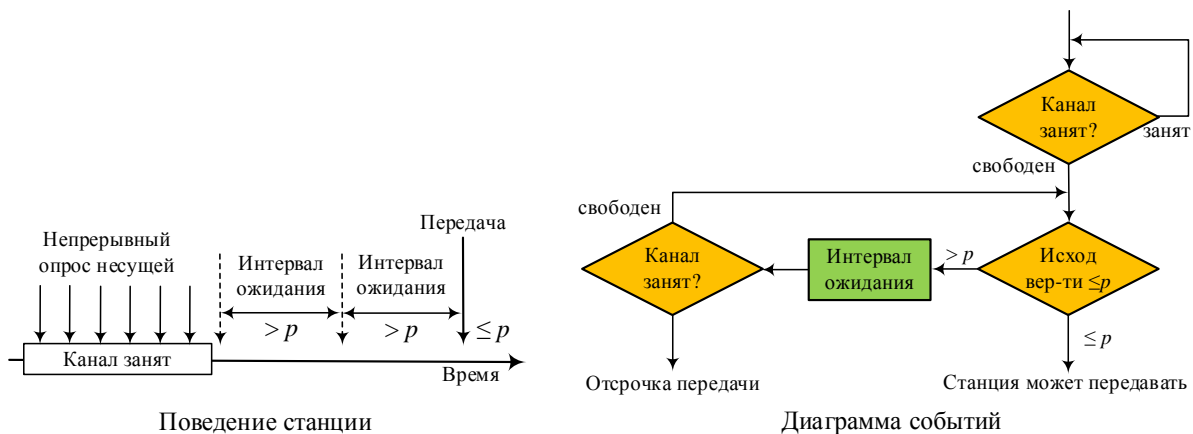 Непрерывный
опрос несущей
Интервал
ожидания
Интервал
ожидания
Передача
> p
> p
≤ p
Канал занят
Время
Поведение станции
Канал
занят?
занят
свободен
свободен
Канал
занят?
Интервал
ожидания
> p
Исход
вер-ти ≤p
≤ p
Отсрочка передачи
Станция может передавать
Диаграмма событий